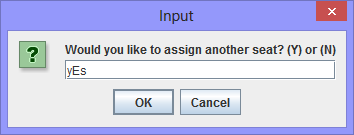 Input
Would you like to assign another seat? (Y) or (N)
yEs
OK Cancel